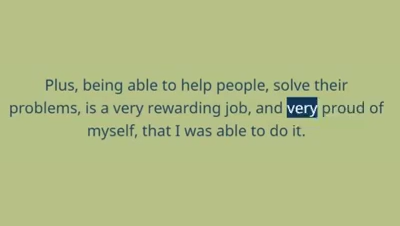 Plus, being able to help people, solve their
problems, is a very rewarding job, and very proud of
myself, that I was able to do it.